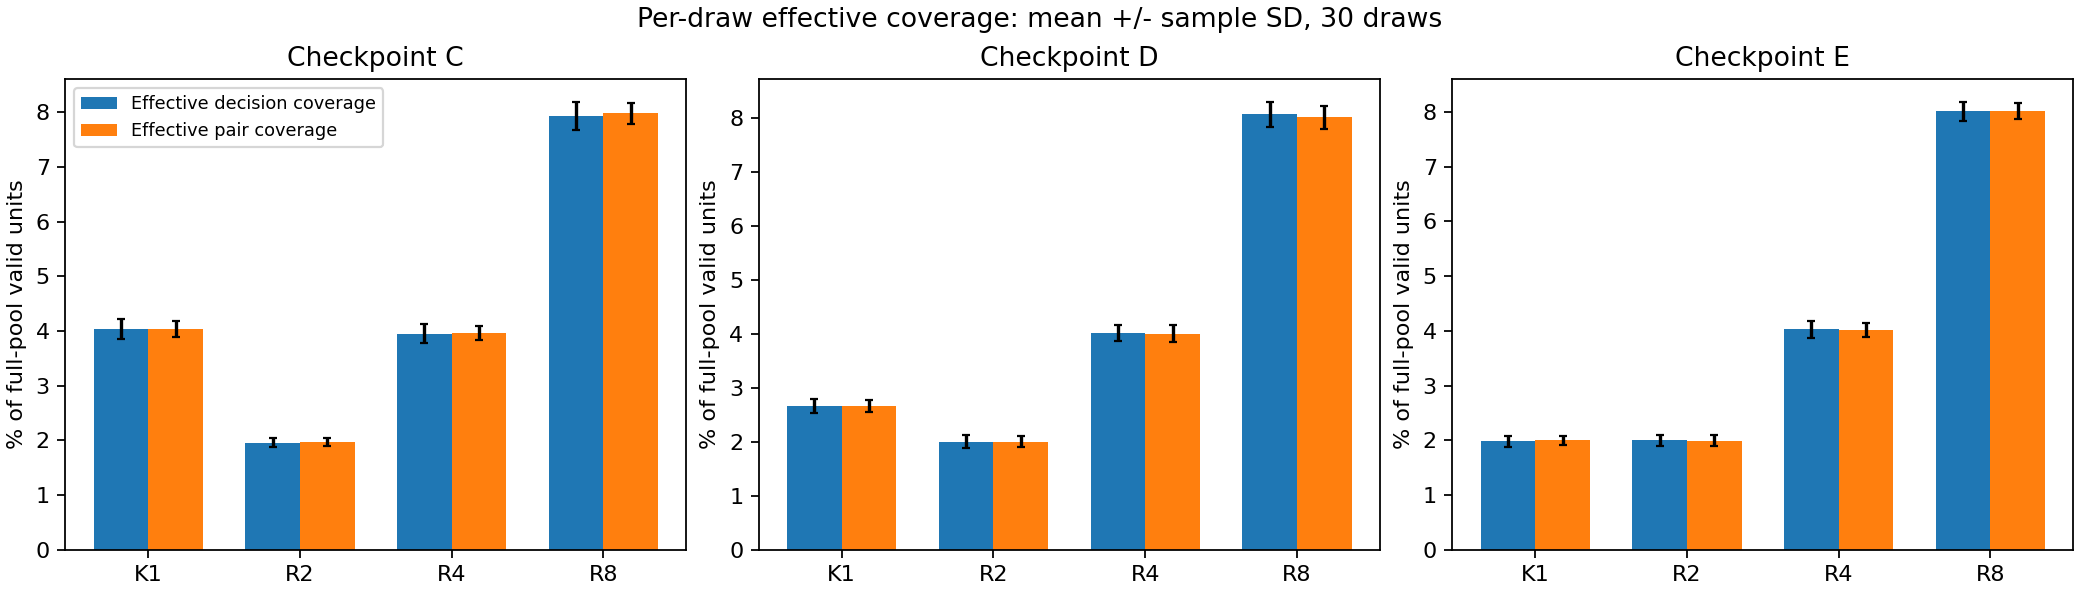 Per-draw effective coverage: mean +/- sample SD, 30 draws
Checkpoint C
% of full-pool valid units
8
7
6
5
4
3
2
1
0
Effective decision coverage
Effective pair coverage
K1 R2 R4 R8
Checkpoint D
% of full-pool valid units
8
7
6
5
4
3
2
1
0
K1 R2 R4 R8
Checkpoint E
% of full-pool valid units
8
7
6
5
4
3
2
1
0
K1 R2 R4 R8